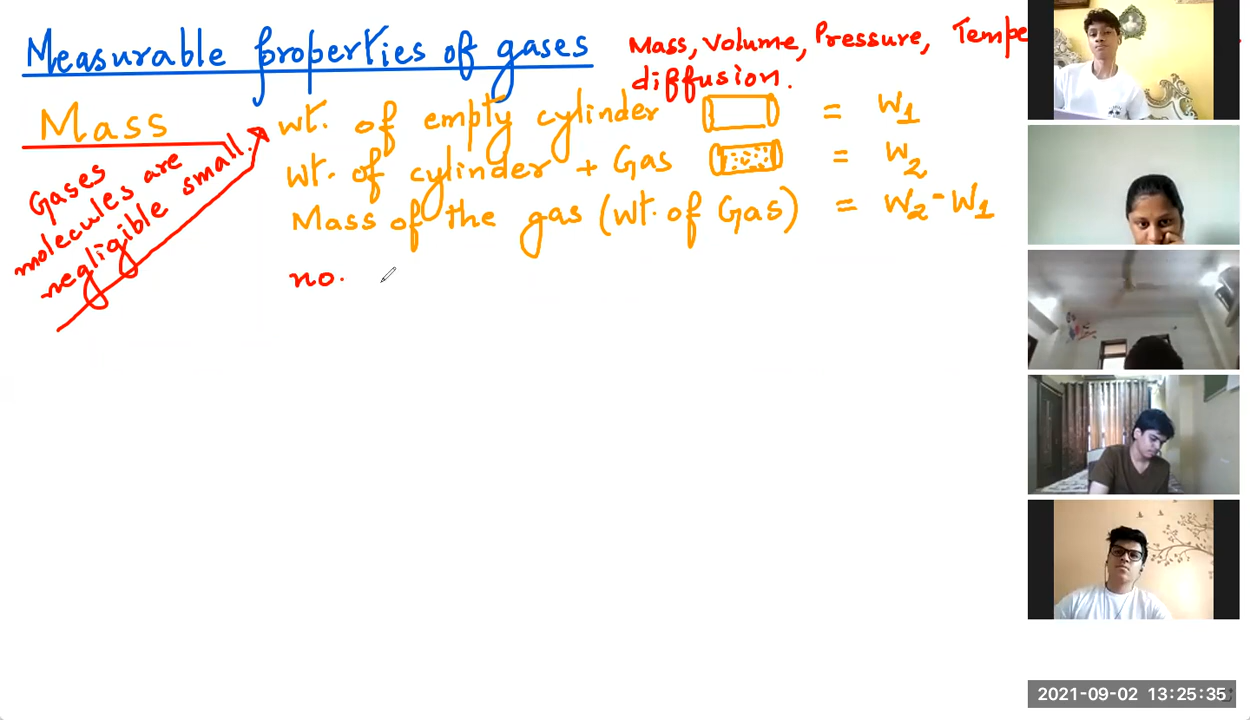 Measurable properties of gases
Mass, Volume, Pressure, Tempe
diffusion.
Mass
Gases
molecules are
negligible small.
wt. of empty cylinder = W1
wt. of cylinder + Gas = W2
Mass of the gas (wt. of Gas) = W2 - W1
no.
2021-09-02 13:25:35